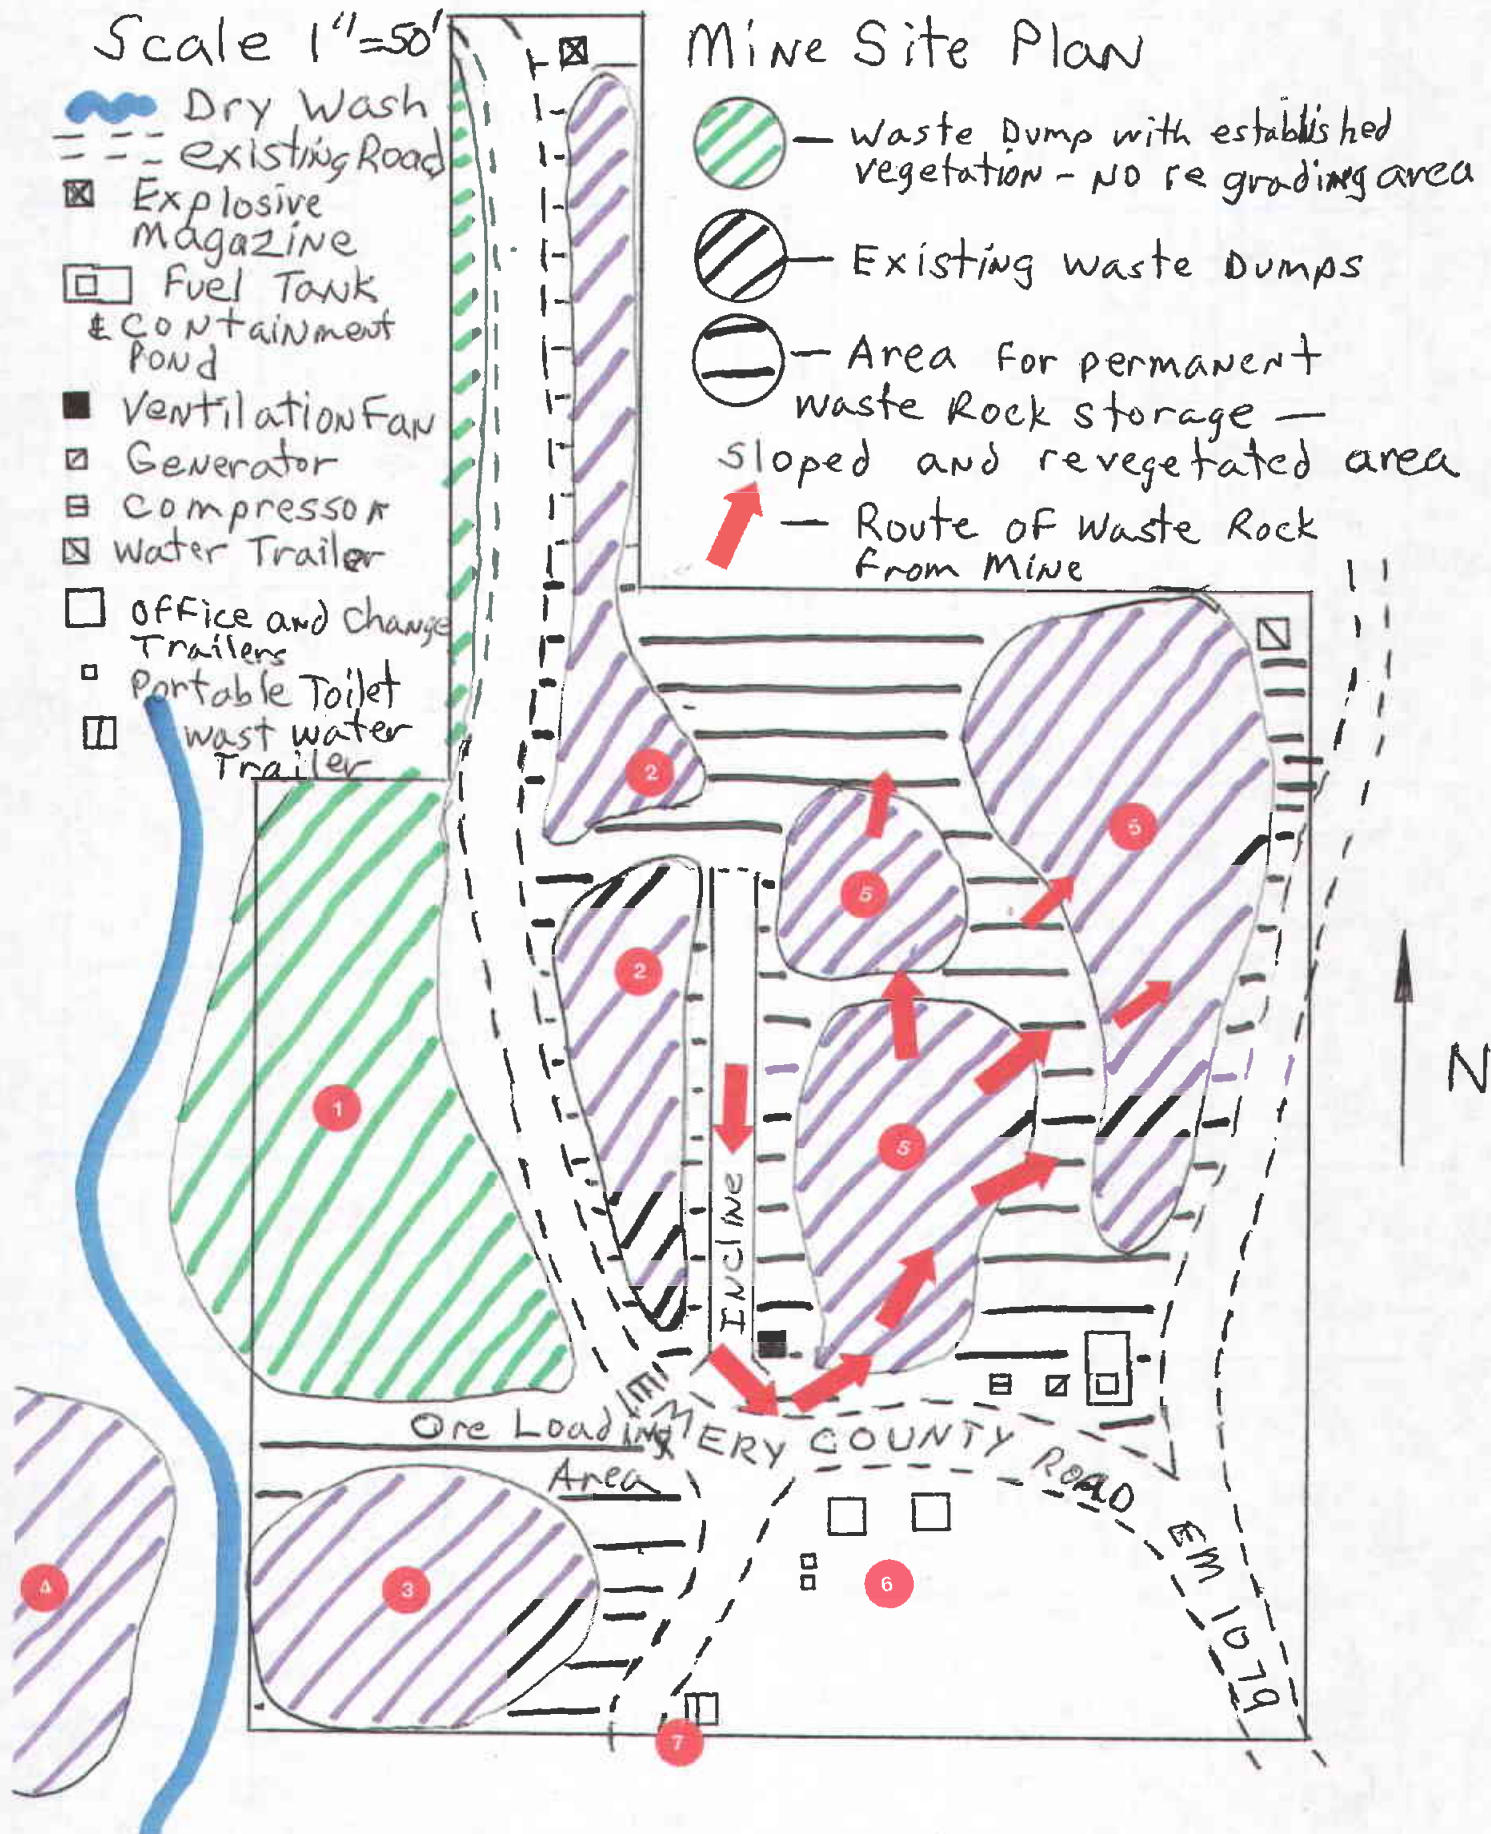 Scale 1"=50'
Dry Wash
existing Road
Explosive
Magazine
Fuel Tank
& Containment
Pond
Ventilation Fan
Generator
Compressor
Water Trailer
Office and Change
Trailers
Portable Toilet
wast water
Trailer
Mine Site Plan
Waste Dump with established
vegetation - NO re grading area
Existing Waste Dumps
Area for permanent
Waste Rock storage —
sloped and revegetated area
Route of Waste Rock
from Mine
2
5
5
2
N
1
5
Incline
Ore Loading
Area
EMERY COUNTY ROAD EM 1079
4
3
6
7